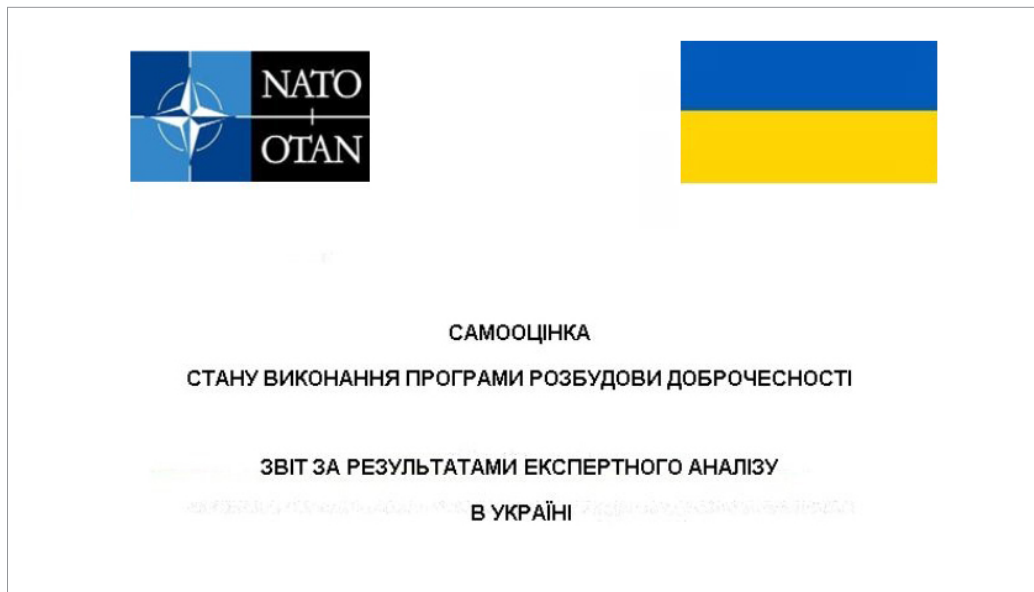 NATO
OTAN
САМООЦІНКА
СТАНУ ВИКОНАННЯ ПРОГРАМИ РОЗБУДОВИ ДОБРОЧЕСНОСТІ
ЗВІТ ЗА РЕЗУЛЬТАТАМИ ЕКСПЕРТНОГО АНАЛІЗУ
В УКРАЇНІ